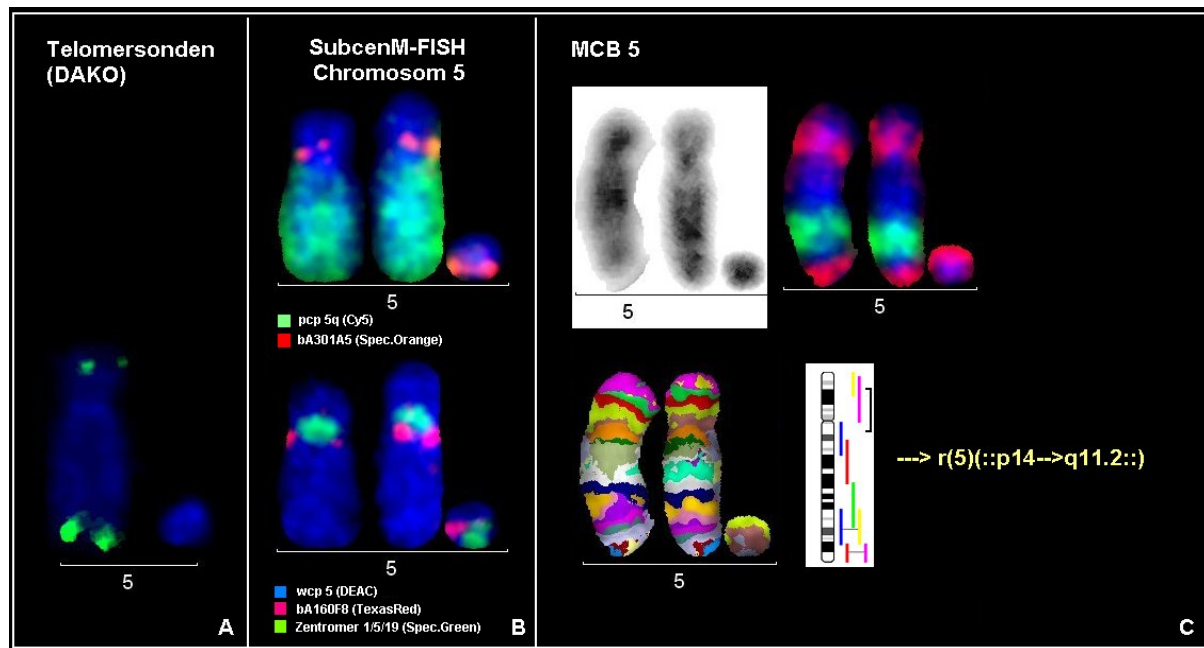 Telomersonden
(DAKO)
5
A
SubcenM-FISH
Chromosom 5
5
pcp 5q (Cy5)
bA301A5 (Spec.Orange)
5
wcp 5 (DEAC)
bA160F8 (TexasRed)
Zentromer 1/5/19 (Spec.Green)
B
MCB 5
5
5
5
---> r(5)(::p14-->q11.2::)
C